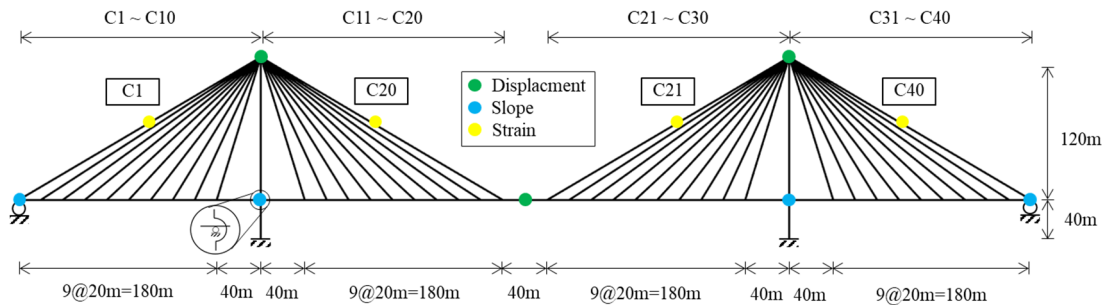 C1 ~ C10
C11 ~ C20
C21 ~ C30
C31 ~ C40
C1
C20
C21
C40
Displacment
Slope
Strain
120m
40m
9@20m=180m
40m
40m
9@20m=180m
40m
9@20m=180m
40m
40m
9@20m=180m